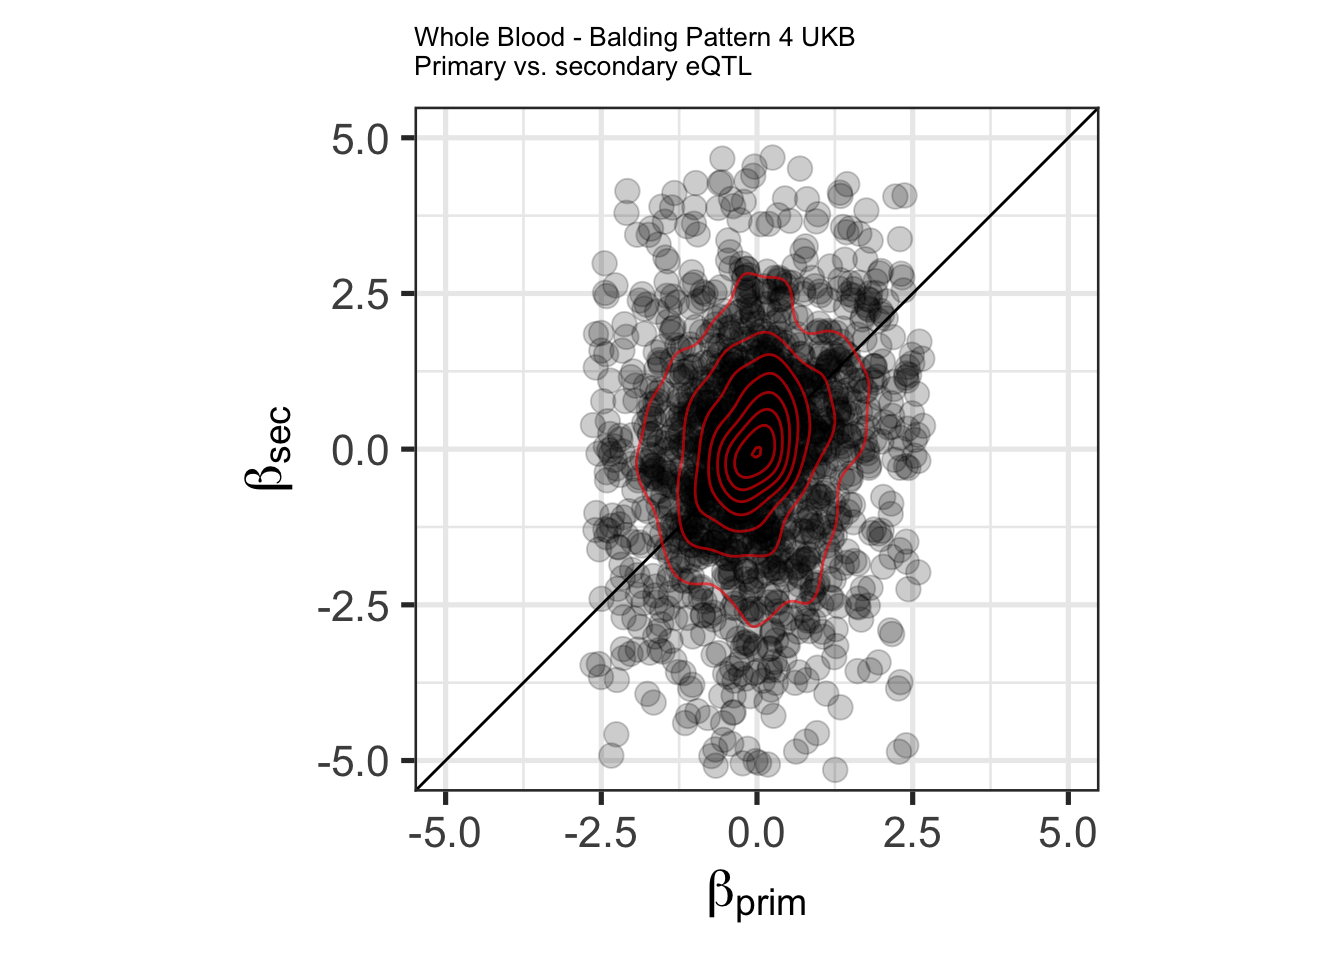 Whole Blood - Balding Pattern 4 UKB
Primary vs. secondary eQTL
5.0
2.5
0.0
-2.5
-5.0
βsec
-5.0 -2.5 0.0 2.5 5.0
βprim